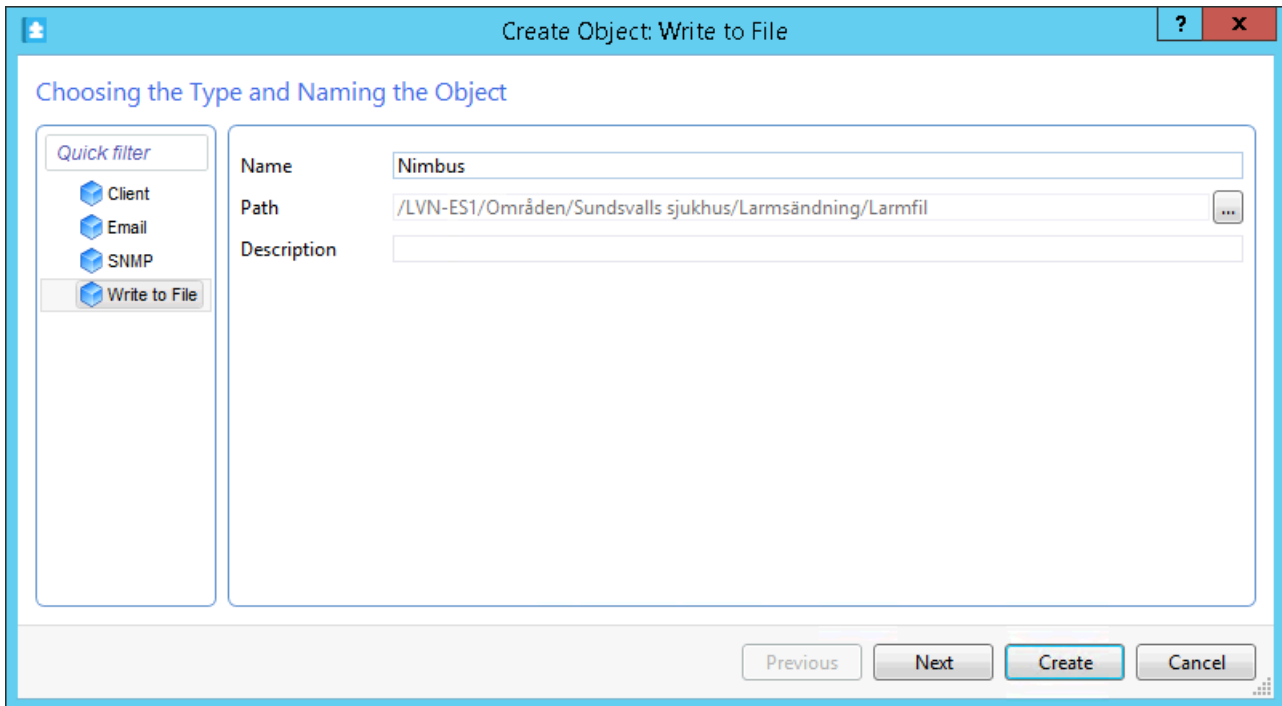 Create Object: Write to File
?
x
Choosing the Type and Naming the Object
Quick filter
Client
Email
SNMP
Write to File
Name
Nimbus
Path
/LVN-ES1/Områden/Sundsvalls sjukhus/Larmsändning/Larmfil
...
Description
Previous
Next
Create
Cancel